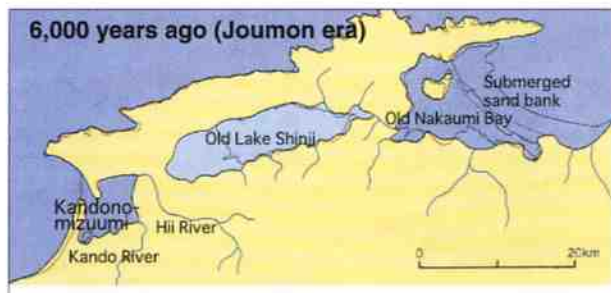 6,000 years ago (Joumon era)
Submerged
sand bank
Old Nakaumi Bay
Old Lake Shinji
Kandono-
mizuumi
Hii River
Kando River
0
20km